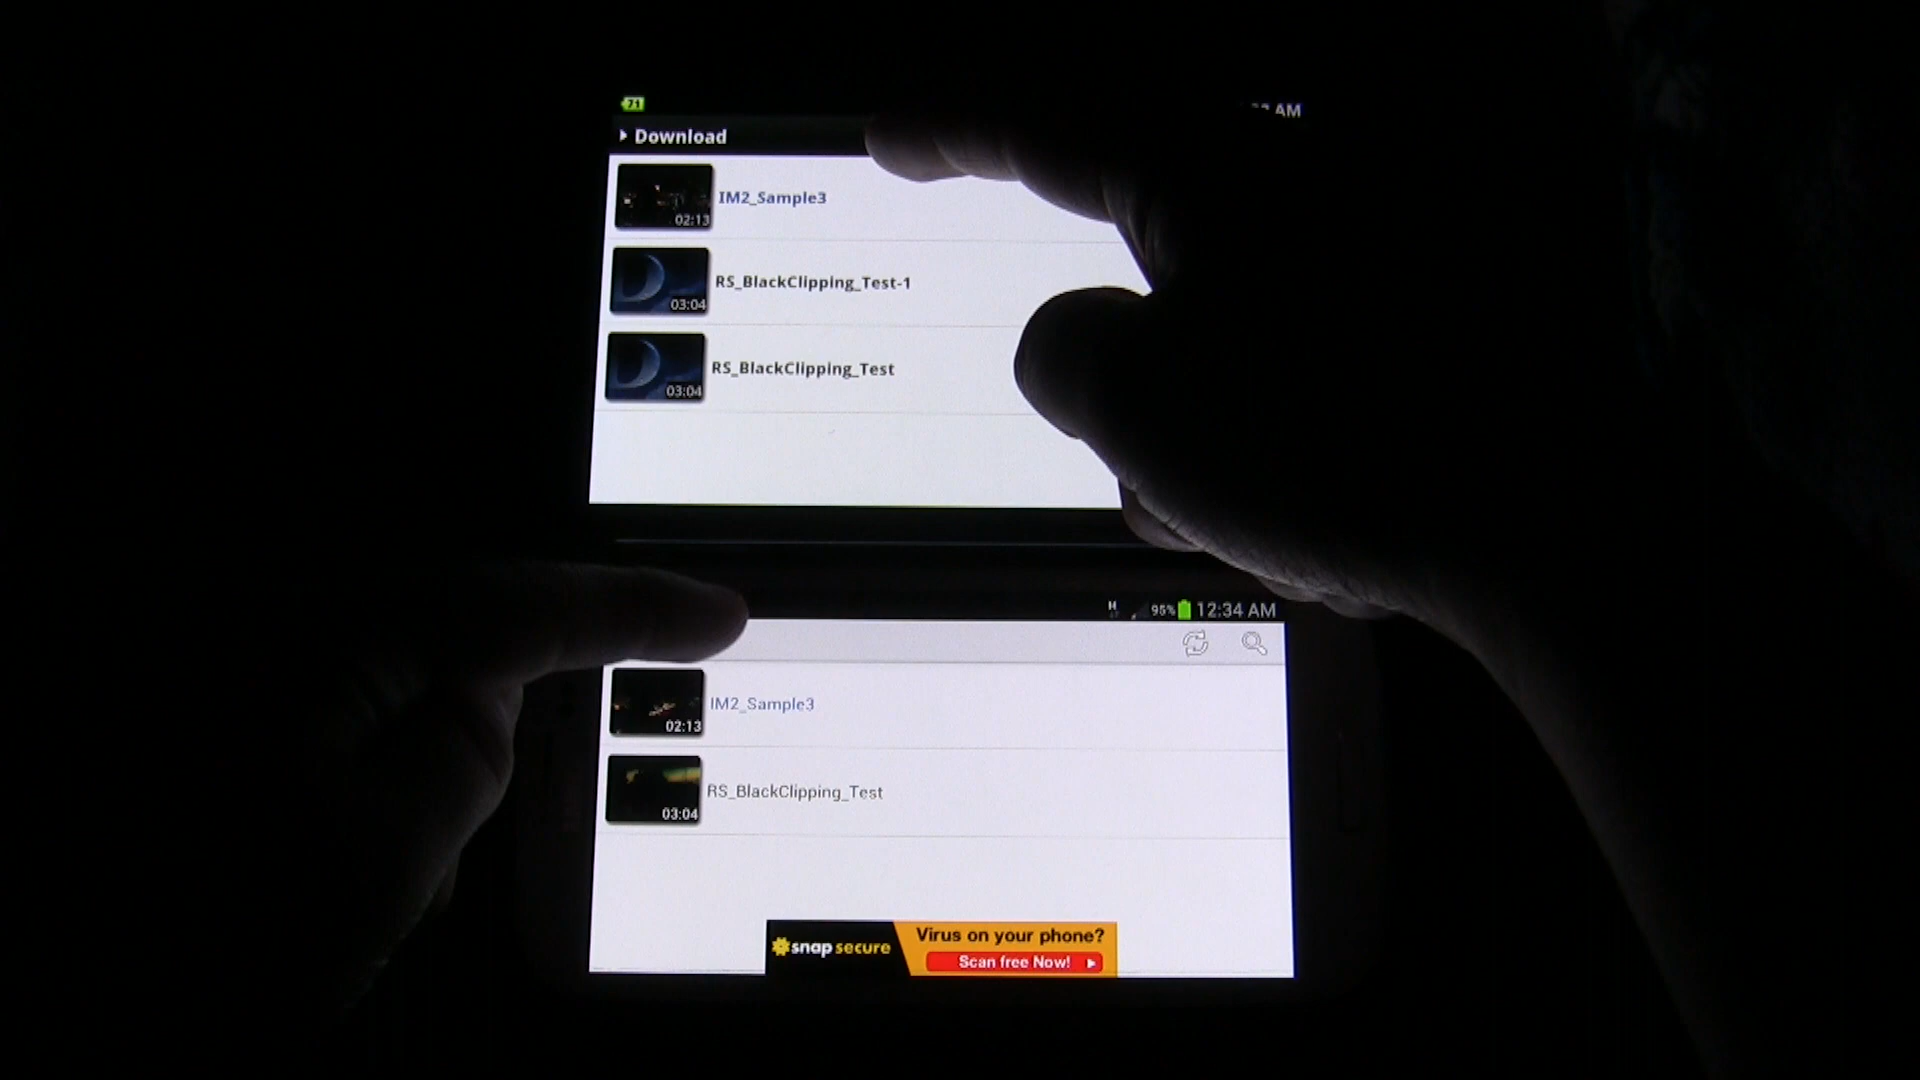 71
AM
Download
IM2_Sample3
02:13
RS_BlackClipping_Test-1
03:04
RS_BlackClipping_Test
03:04
H 95% 12:34 AM
IM2_Sample3
02:13
RS_BlackClipping_Test
03:04
snap secure
Virus on your phone?
Scan free Now!